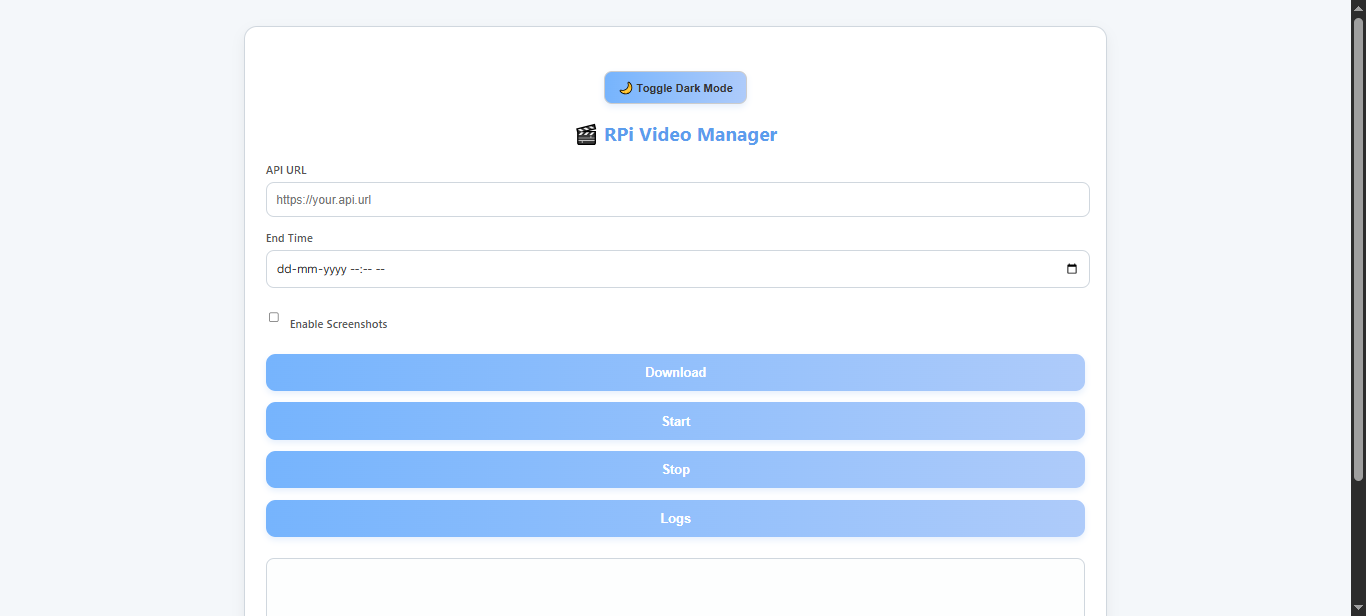 🌙 Toggle Dark Mode
🎬 RPi Video Manager
API URL
https://your.api.url
End Time
dd-mm-yyyy --:-- --
Enable Screenshots
Download
Start
Stop
Logs